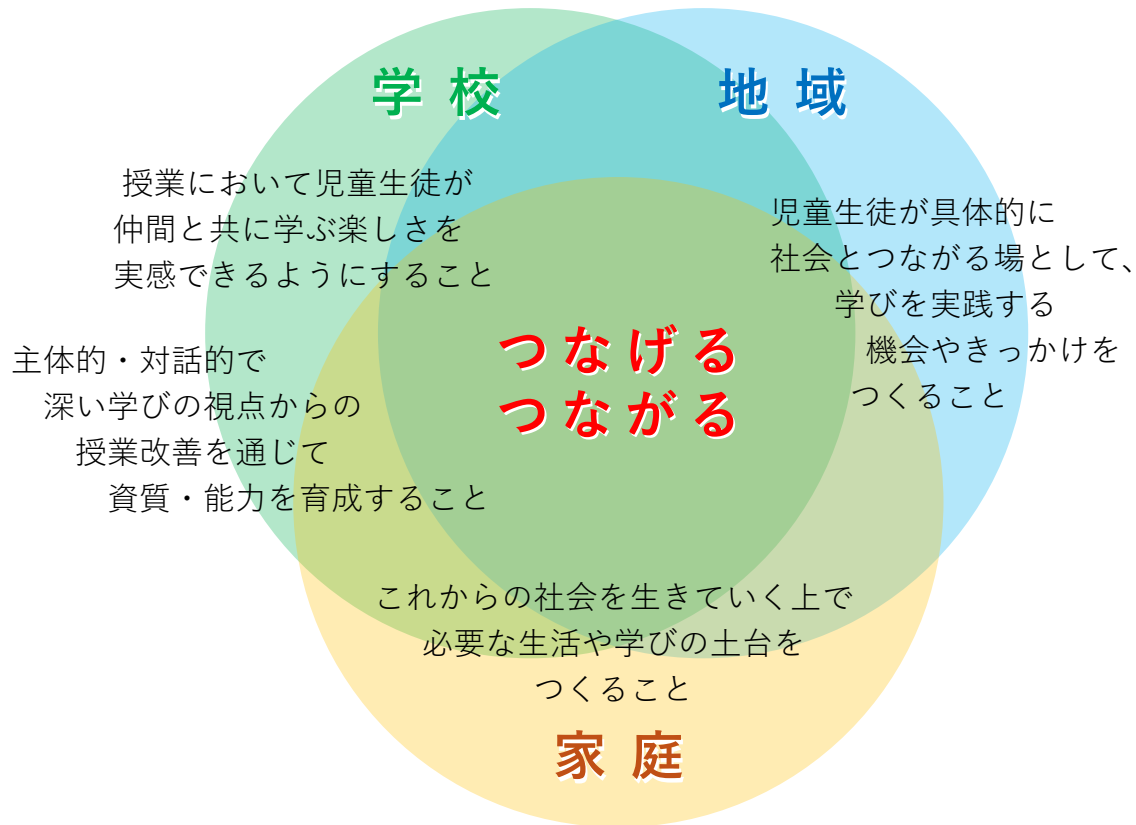 学校
地域
授業において児童生徒が
仲間と共に学ぶ楽しさを
実感できるようにすること
児童生徒が具体的に
社会とつながる場として、
学びを実践する
機会やきっかけを
つくること
つなげる
つながる
主体的・対話的で
深い学びの視点からの
授業改善を通じて
資質・能力を育成すること
これからの社会を生きていく上で
必要な生活や学びの土台を
つくること
家庭